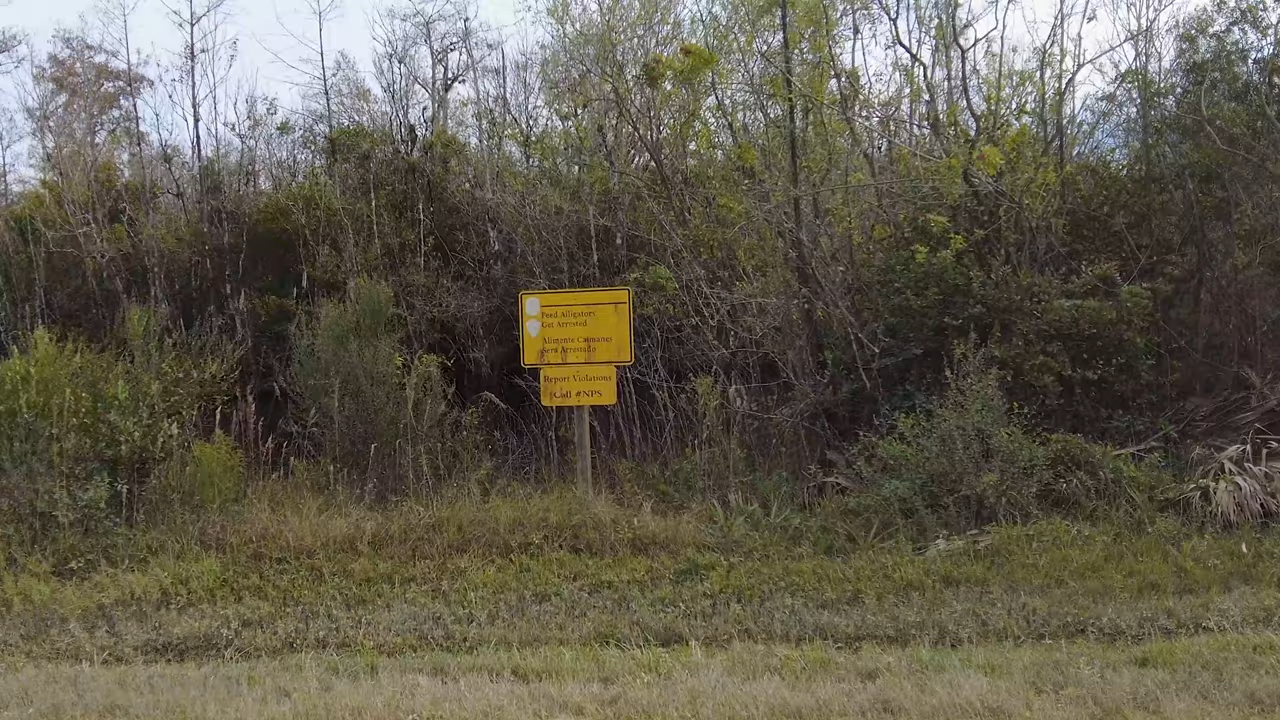 Feed Alligators
Get Arrested
Alimente Caimanes
Sera Arrestado
Report Violations
Call #NPS